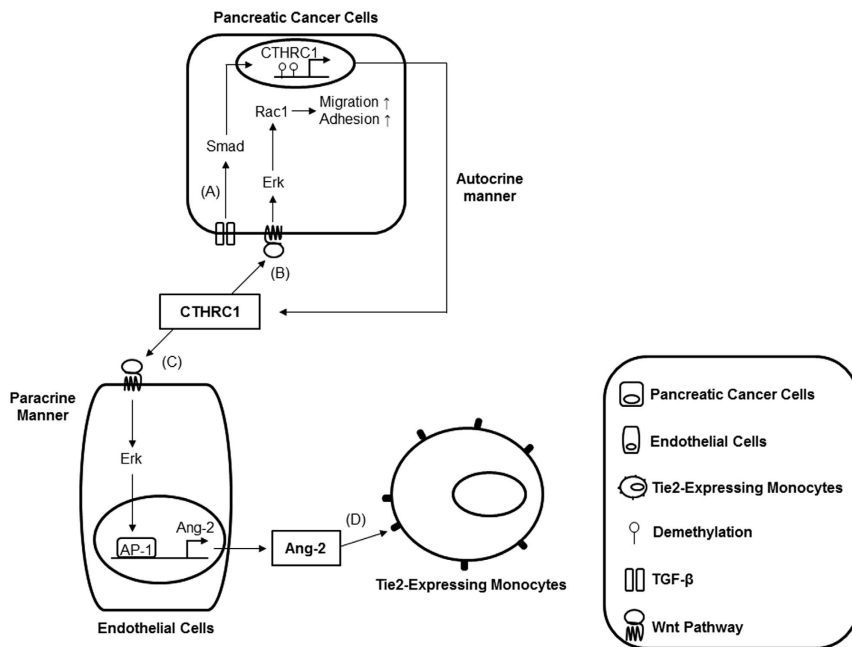 Pancreatic Cancer Cells
CTHRC1
Rac1
Migration ↑
Adhesion ↑
Smad
(A)
Erk
Autocrine
manner
(B)
CTHRC1
(C)
Paracrine
Manner
Erk
Ang-2
AP-1
Ang-2
(D)
Tie2-Expressing Monocytes
Endothelial Cells
Pancreatic Cancer Cells
Endothelial Cells
Tie2-Expressing Monocytes
Demethylation
TGF-β
Wnt Pathway